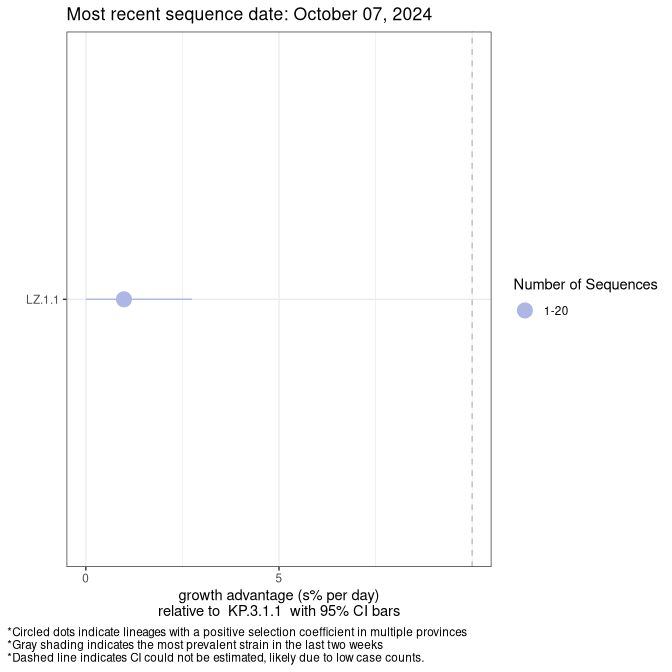 Most recent sequence date: October 07, 2024
LZ.1.1
Number of Sequences
1-20
0
5
growth advantage (s% per day)
relative to  KP.3.1.1  with 95% CI bars
*Circled dots indicate lineages with a positive selection coefficient in multiple provinces
*Gray shading indicates the most prevalent strain in the last two weeks
*Dashed line indicates CI could not be estimated, likely due to low case counts.